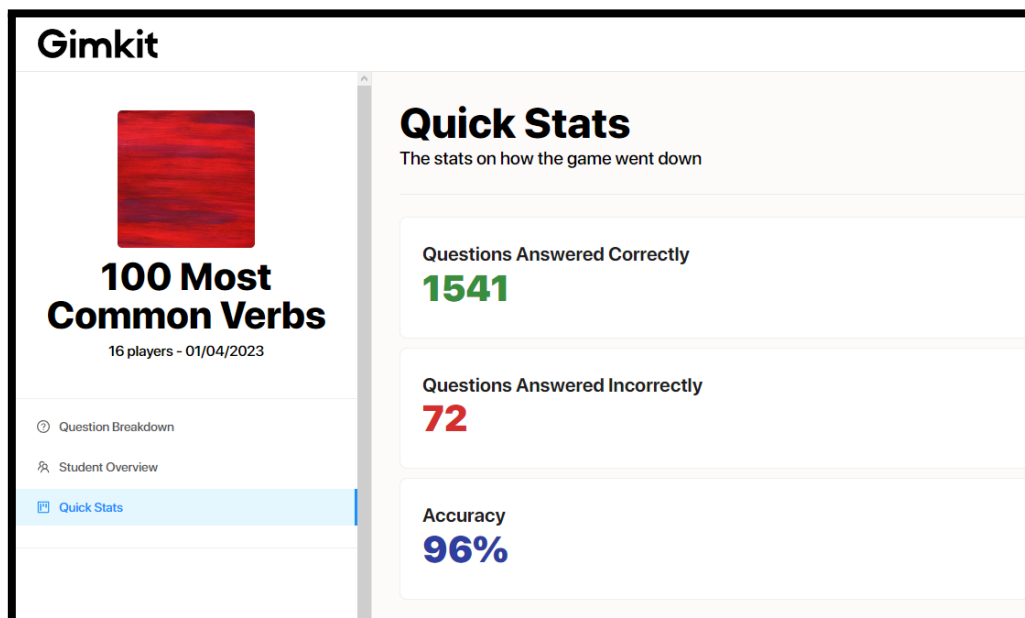 Gimkit
100 Most
Common Verbs
16 players - 01/04/2023
Question Breakdown
Student Overview
Quick Stats
Quick Stats
The stats on how the game went down
Questions Answered Correctly
1541
Questions Answered Incorrectly
72
Accuracy
96%